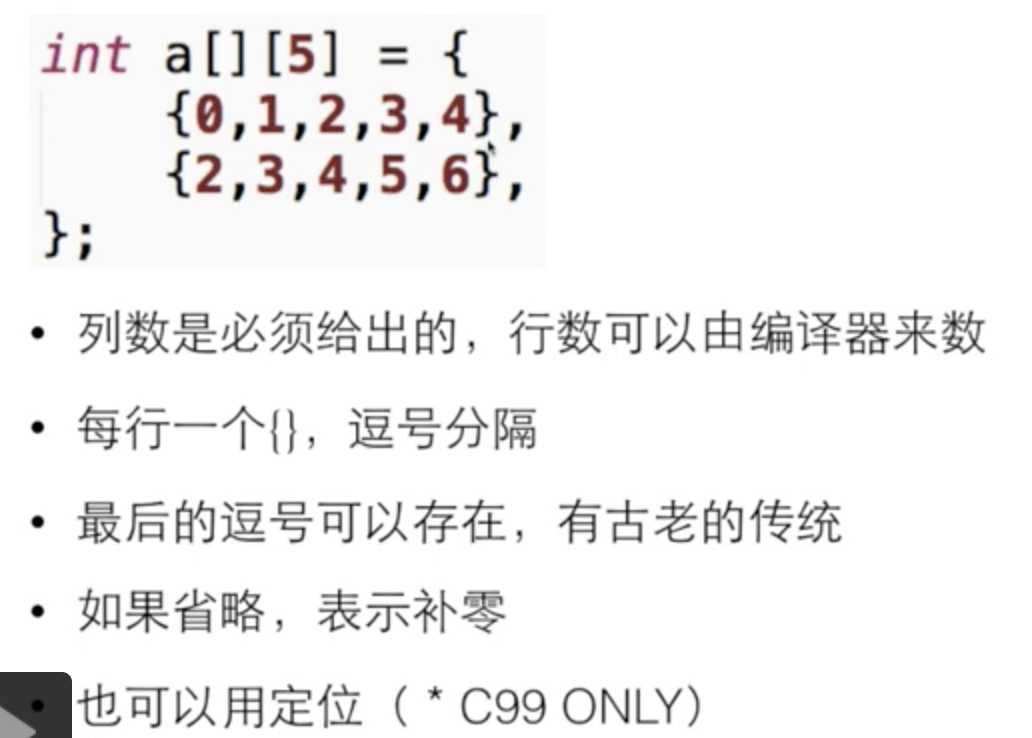 int a[][5] = {
{0,1,2,3,4},
{2,3,4,5,6},
};
• 列数是必须给出的，行数可以由编译器来数
• 每行一个{}，逗号分隔
• 最后的逗号可以存在，有古老的传统
• 如果省略，表示补零
• 也可以用定位（ * C99 ONLY）